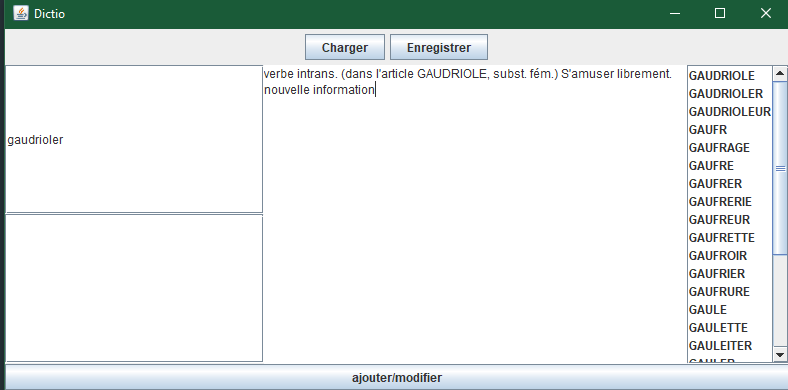 Dictio
Charger
Enregistrer
gaudrioler
verbe intrans. (dans l'article GAUDRIOLE, subst. fém.) S'amuser librement.
nouvelle information
GAUDRIOLE
GAUDRIOLER
GAUDRIOLEUR
GAUFR
GAUFRAGE
GAUFRE
GAUFRER
GAUFRERIE
GAUFREUR
GAUFRETTE
GAUFROIR
GAUFRIER
GAUFRURE
GAULE
GAULETTE
GAULEITER
GAULER
ajouter/modifier